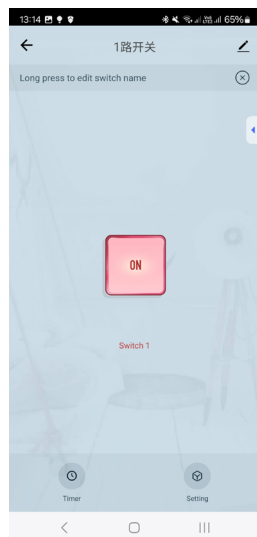 13:14 65%
1路开关
Long press to edit switch name
ON
Switch 1
Timer Setting